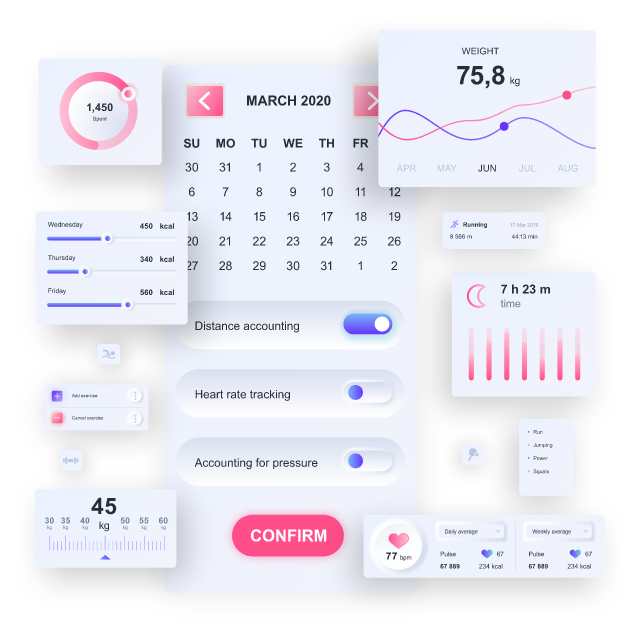 WEIGHT
75,8 kg
APR MAY JUN JUL AUG
1,450
Spent
MARCH 2020
SU MO TU WE TH FR
30 31 1 2 3 4
6 7 8 9 10 11 12
13 14 15 16 17 18 19
20 21 22 23 24 25 26
27 28 29 30 31 1 2
Wednesday 450 kcal
Thursday 340 kcal
Friday 560 kcal
Running 17 Mar 2019
8 566 m 44:13 min
7 h 23 m
time
Distance accounting
Heart rate tracking
Accounting for pressure
CONFIRM
Add exercise
Cancel exercise
Run
Jumping
Power
Squats
45
30 35 40 kg 50 55 60
kg kg kg kg kg kg
77 bpm
Daily average
Pulse 67
67 889 234 kcal
Weekly average
Pulse 67
67 889 234 kcal